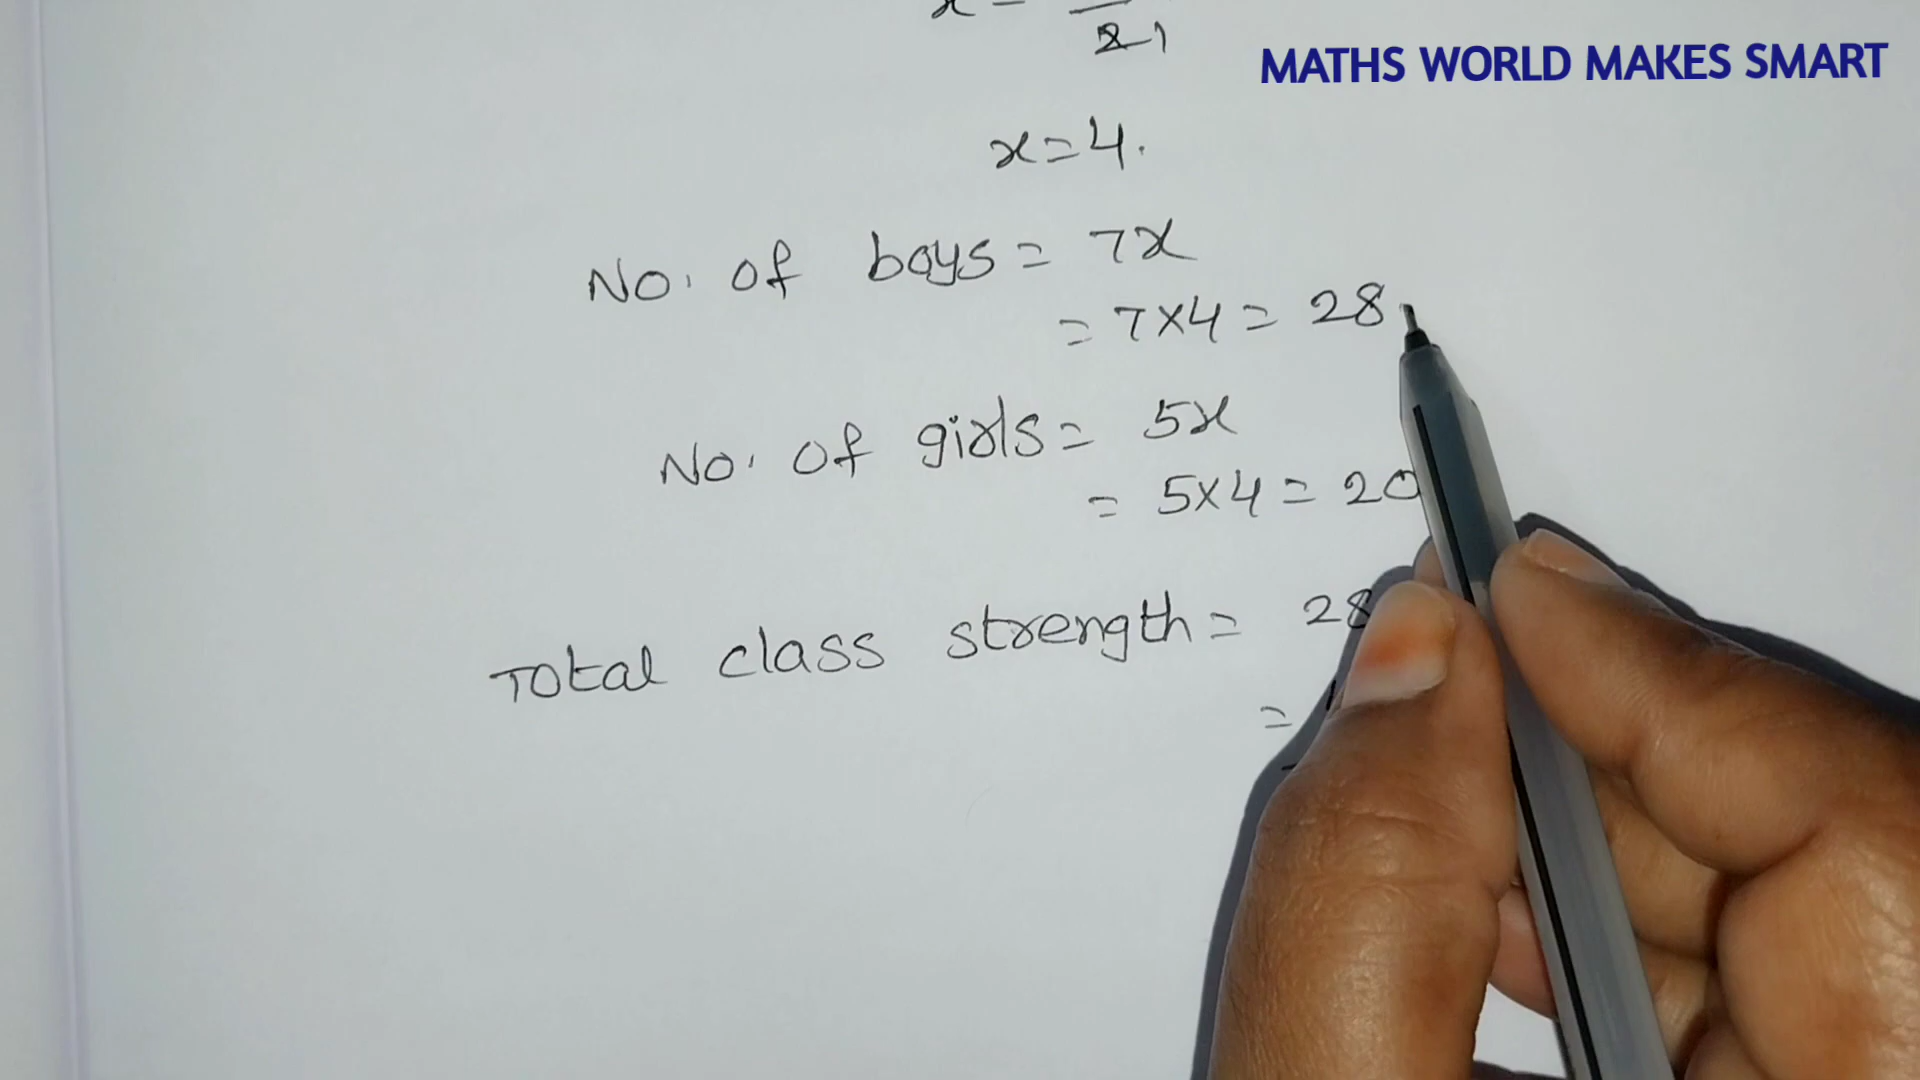 x =
21
MATHS WORLD MAKES SMART
x=4.
No. of boys = 7x
= 7×4 = 28
No. of girls = 5x
= 5×4 = 20
Total class strength = 28
=